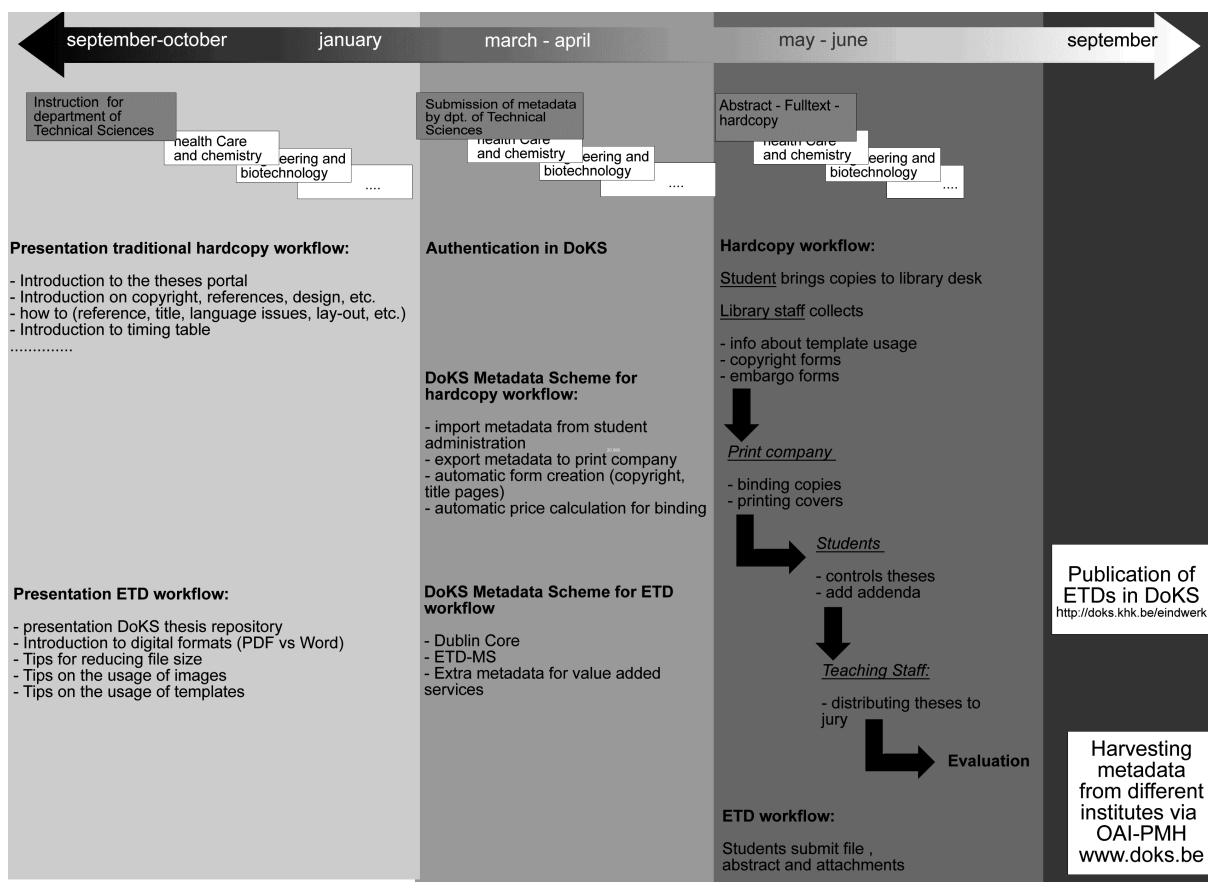 september-october
january
march - april
may - june
september
Instruction for
department of
Technical Sciences
health Care
and chemistry
eering and
biotechnology
....
Presentation traditional hardcopy workflow:
- Introduction to the theses portal
- Introduction on copyright, references, design, etc.
- how to (reference, title, language issues, lay-out, etc.)
- Introduction to timing table
..............
Presentation ETD workflow:
- presentation DoKS thesis repository
- Introduction to digital formats (PDF vs Word)
- Tips for reducing file size
- Tips on the usage of images
- Tips on the usage of templates
Submission of metadata
by dpt. of Technical
Sciences
health Care
and chemistry
eering and
biotechnology
....
Authentication in DoKS
DoKS Metadata Scheme for
hardcopy workflow:
- import metadata from student
administration
- export metadata to print company
- automatic form creation (copyright,
title pages)
- automatic price calculation for binding
DoKS Metadata Scheme for ETD
workflow
- Dublin Core
- ETD-MS
- Extra metadata for value added
services
Abstract - Fulltext -
hardcopy
health Care
and chemistry
eering and
biotechnology
....
Hardcopy workflow:
Student brings copies to library desk
Library staff collects
- info about template usage
- copyright forms
- embargo forms
Print company
- binding copies
- printing covers
Students
- controls theses
- add addenda
Teaching Staff:
- distributing theses to
jury
Evaluation
ETD workflow:
Students submit file ,
abstract and attachments
Publication of
ETDs in DoKS
http://doks.khk.be/eindwerk
Harvesting
metadata
from different
institutes via
OAI-PMH
www.doks.be